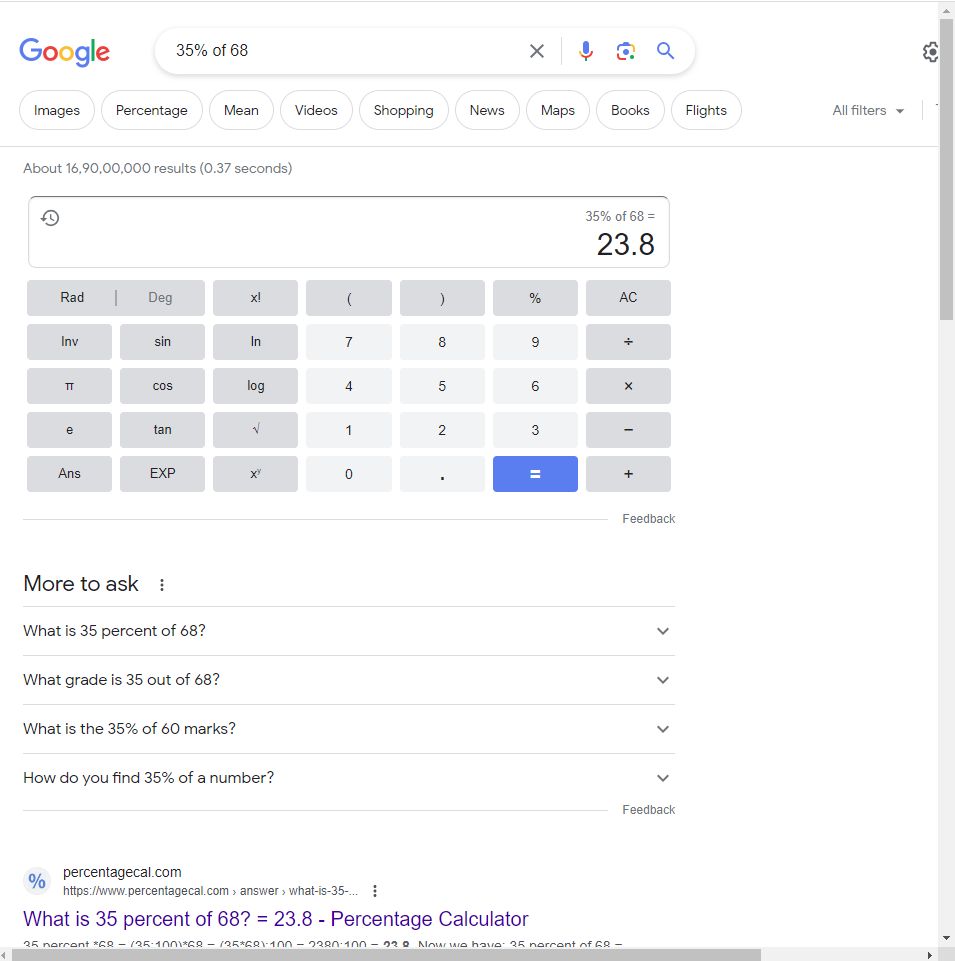 Google
35% of 68
Images Percentage Mean Videos Shopping News Maps Books Flights All filters
About 16,90,00,000 results (0.37 seconds)
35% of 68 =
23.8
Rad | Deg x! ( ) % AC
Inv sin ln 7 8 9 ÷
π cos log 4 5 6 ×
e tan √ 1 2 3 −
Ans EXP xʸ 0 . = +
Feedback
More to ask
What is 35 percent of 68?
What grade is 35 out of 68?
What is the 35% of 60 marks?
How do you find 35% of a number?
Feedback
%
percentagecal.com
https://www.percentagecal.com › answer › what-is-35-...
What is 35 percent of 68? = 23.8 - Percentage Calculator
35 percent *68 = (35:100)*68 = (35*68):100 = 2380:100 = 23.8. Now we have: 35 percent of 68 =